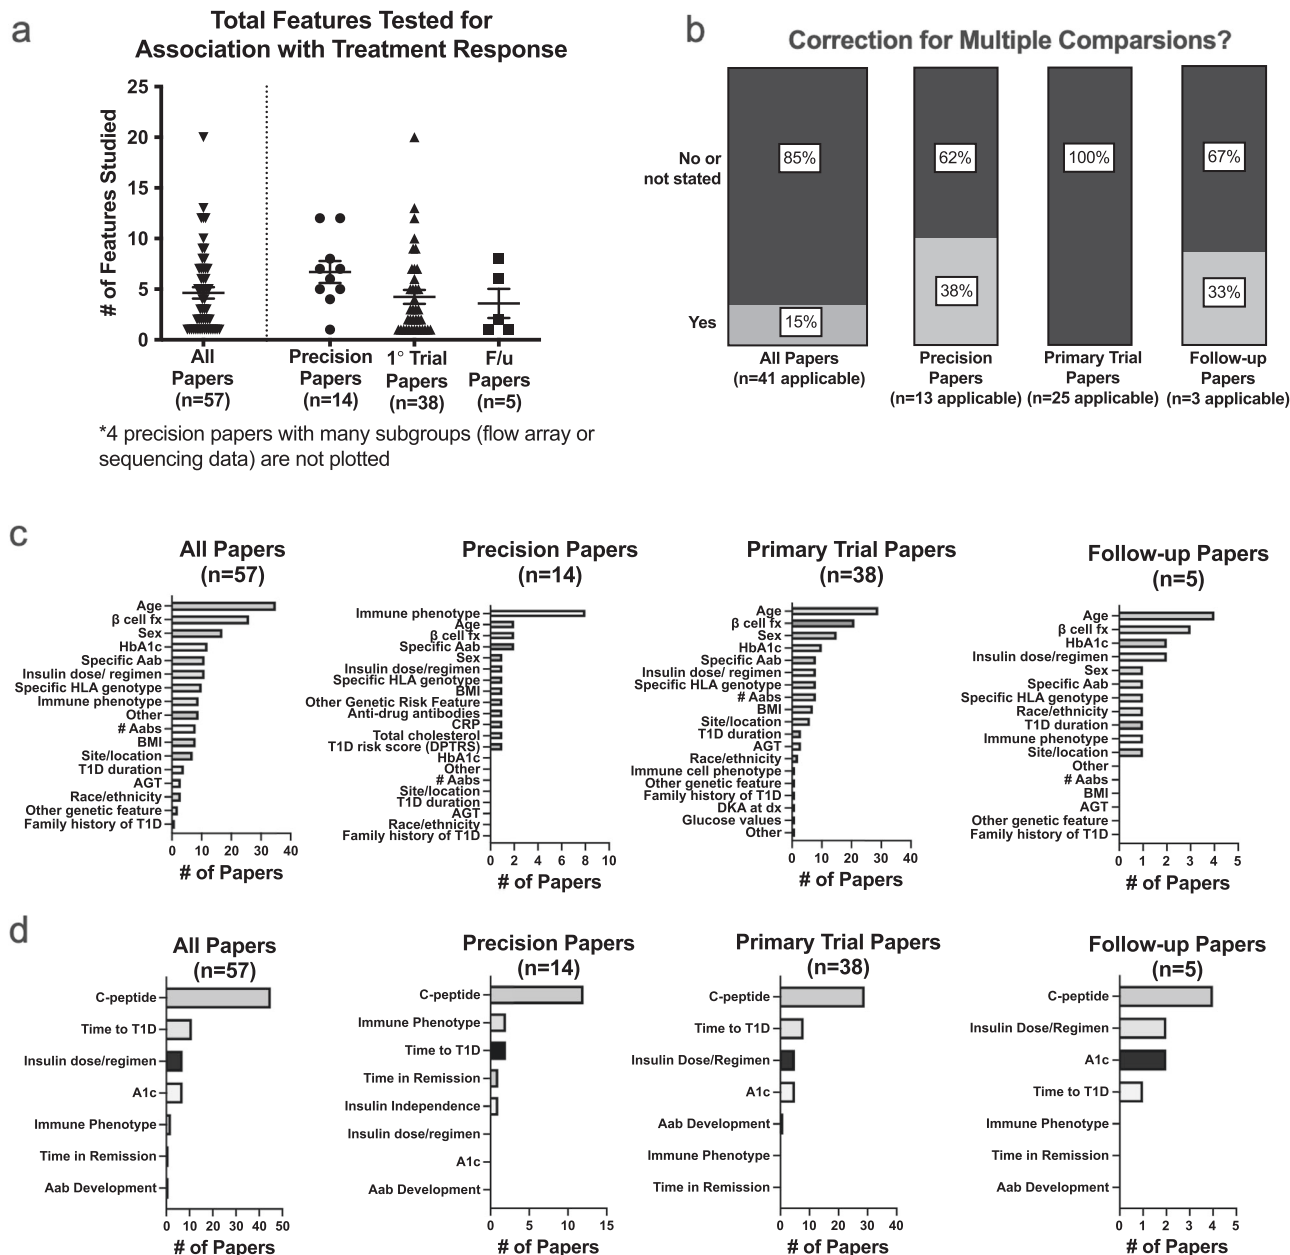 a
Total Features Tested for
Association with Treatment Response
# of Features Studied
25
20
15
10
5
0
All
Papers
(n=57)
Precision
Papers
(n=14)
1° Trial
Papers
(n=38)
F/u
Papers
(n=5)
*4 precision papers with many subgroups (flow array or
sequencing data) are not plotted
b
Correction for Multiple Comparsions?
No or
not stated
Yes
85%
15%
62%
38%
100%
67%
33%
All Papers
(n=41 applicable)
Precision
Papers
(n=13 applicable)
Primary Trial
Papers
(n=25 applicable)
Follow-up
Papers
(n=3 applicable)
c
All Papers
(n=57)
Age
β cell fx
Sex
HbA1c
Specific Aab
Insulin dose/ regimen
Specific HLA genotype
Immune phenotype
Other
# Aabs
BMI
Site/location
T1D duration
AGT
Race/ethnicity
Other genetic feature
Family history of T1D
0 10 20 30 40
# of Papers
Precision Papers
(n=14)
Immune phenotype
Age
β cell fx
Specific Aab
Sex
Insulin dose/regimen
Specific HLA genotype
BMI
Other Genetic Risk Feature
Anti-drug antibodies
CRP
Total cholesterol
T1D risk score (DPTRS)
HbA1c
Other
# Aabs
Site/location
T1D duration
AGT
Race/ethnicity
Family history of T1D
0 2 4 6 8 10
# of Papers
Primary Trial Papers
(n=38)
Age
β cell fx
Sex
HbA1c
Specific Aab
Insulin dose/ regimen
Specific HLA genotype
# Aabs
BMI
Site/location
T1D duration
AGT
Race/ethnicity
Immune cell phenotype
Other genetic feature
Family history of T1D
DKA at dx
Glucose values
Other
0 10 20 30 40
# of Papers
Follow-up Papers
(n=5)
Age
β cell fx
HbA1c
Insulin dose/regimen
Sex
Specific Aab
Specific HLA genotype
Race/ethnicity
T1D duration
Immune phenotype
Site/location
Other
# Aabs
BMI
AGT
Other genetic feature
Family history of T1D
0 1 2 3 4 5
# of Papers
d
All Papers
(n=57)
C-peptide
Time to T1D
Insulin dose/regimen
A1c
Immune Phenotype
Time in Remission
Aab Development
0 10 20 30 40 50
# of Papers
Precision Papers
(n=14)
C-peptide
Immune Phenotype
Time to T1D
Time in Remission
Insulin Independence
Insulin dose/regimen
A1c
Aab Development
0 5 10 15
# of Papers
Primary Trial Papers
(n=38)
C-peptide
Time to T1D
Insulin Dose/Regimen
A1c
Aab Development
Immune Phenotype
Time in Remission
0 10 20 30 40
# of Papers
Follow-up Papers
(n=5)
C-peptide
Insulin Dose/Regimen
A1c
Time to T1D
Immune Phenotype
Time in Remission
Aab Development
0 1 2 3 4 5
# of Papers